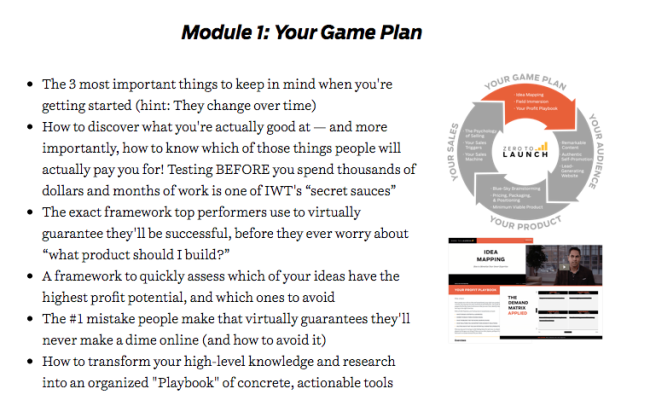 Module 1: Your Game Plan
The 3 most important things to keep in mind when you're
getting started (hint: They change over time)
How to discover what you're actually good at — and more
importantly, how to know which of those things people will
actually pay you for! Testing BEFORE you spend thousands of
dollars and months of work is one of IWT's “secret sauces”
The exact framework top performers use to virtually
guarantee they'll be successful, before they ever worry about
“what product should I build?”
A framework to quickly assess which of your ideas have the
highest profit potential, and which ones to avoid
The #1 mistake people make that virtually guarantees they'll
never make a dime online (and how to avoid it)
How to transform your high-level knowledge and research
into an organized "Playbook" of concrete, actionable tools
YOUR GAME PLAN
Idea Mapping
Field Immersion
Your Profit Playbook
YOUR AUDIENCE
Remarkable
Content
Authentic
Self-Promotion
Lead
Generating
Website
YOUR PRODUCT
Blue-Sky Brainstorming
Pricing, Packaging,
& Positioning
Minimum Viable Product
YOUR SALES
The Psychology
of Selling
Your Sales
Triggers
Your Sales
Machine
ZERO TO
LAUNCH
IDEA
MAPPING
YOUR PROFIT PLAYBOOK
THE
DEMAND
MATRIX
APPLIED